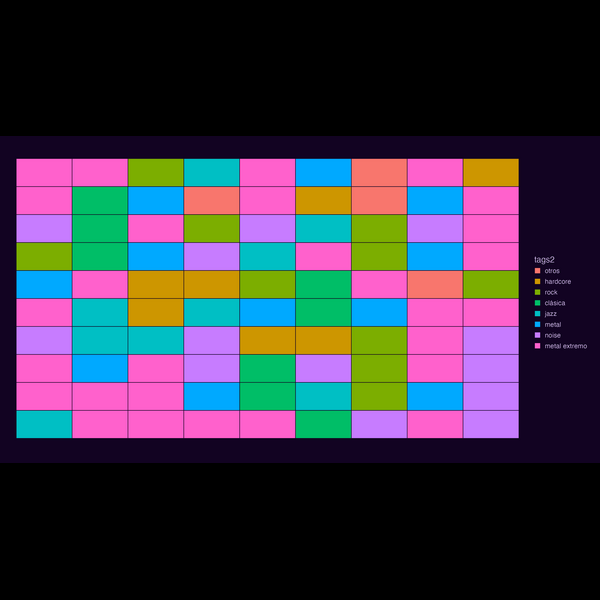 tags2
otros
hardcore
rock
clásica
jazz
metal
noise
metal extremo